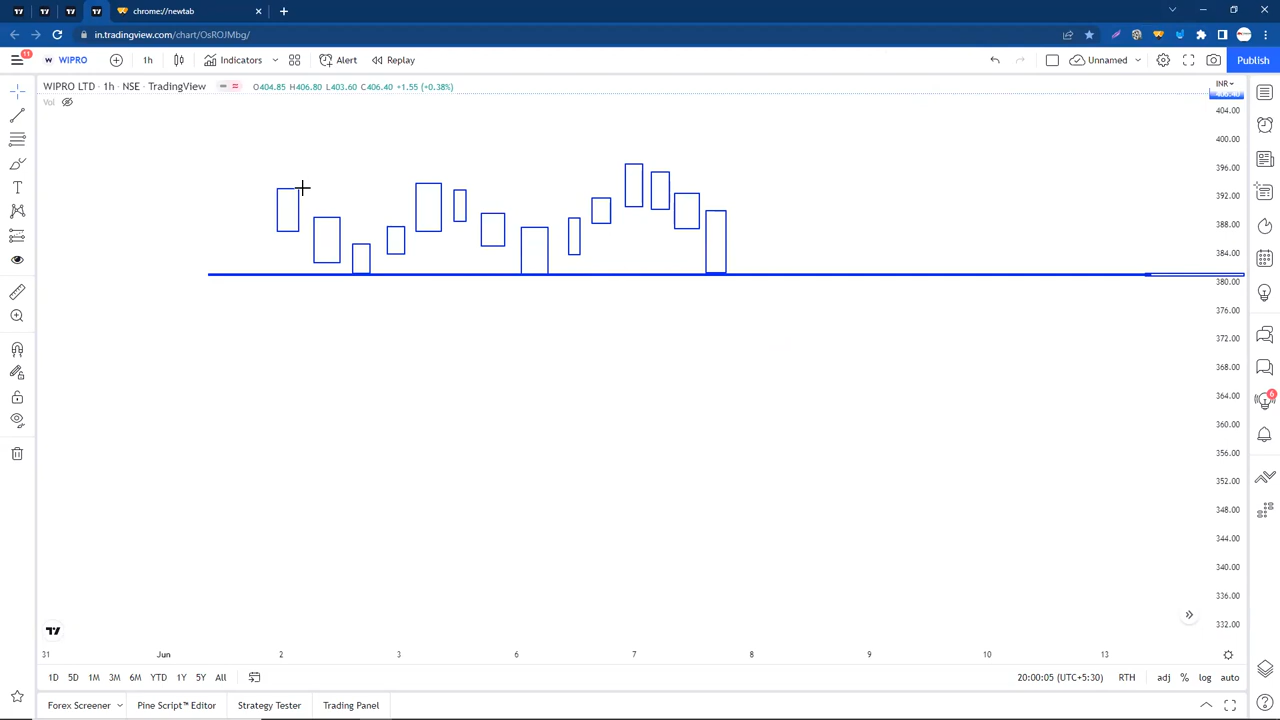 chrome://newtab
in.tradingview.com/chart/OsROJMbg/
11
WIPRO
1h
Indicators
Alert
Replay
Unnamed
Publish
WIPRO LTD · 1h · NSE · TradingView
O404.85 H406.80 L403.60 C406.40 +1.55 (+0.38%)
INR
Vol
404.00
400.00
396.00
392.00
388.00
384.00
380.00
376.00
372.00
368.00
364.00
360.00
356.00
352.00
348.00
344.00
340.00
336.00
332.00
6
31
Jun
2
3
6
7
8
9
10
13
1D 5D 1M 3M 6M YTD 1Y 5Y All
20:00:05 (UTC+5:30)
RTH
adj
%
log
auto
Forex Screener
Pine Script™ Editor
Strategy Tester
Trading Panel